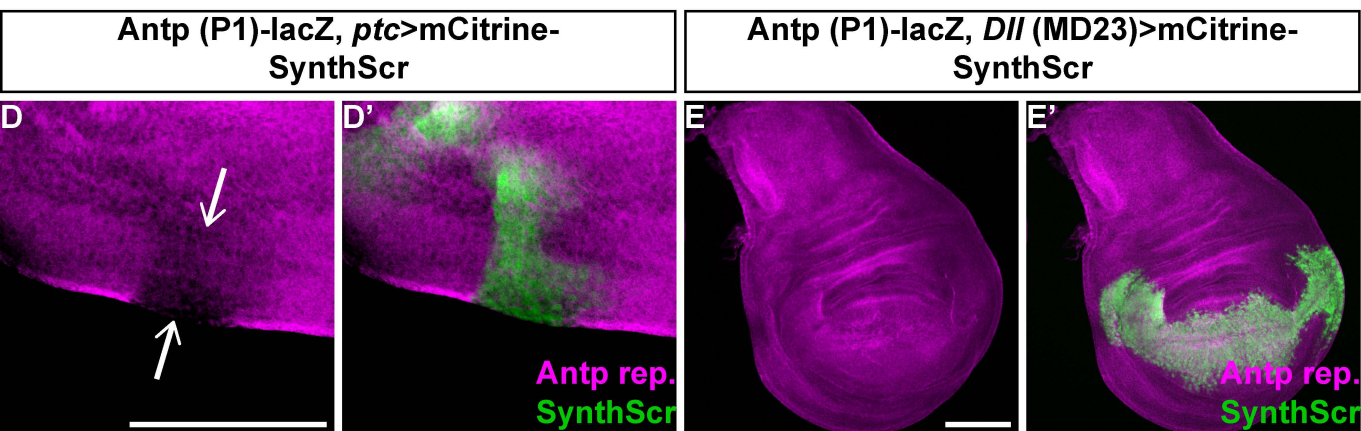 Antp (P1)-lacZ, ptc>mCitrine-
SynthScr
Antp (P1)-lacZ, Dll (MD23)>mCitrine-
SynthScr
D
D’
E
E’
Antp rep.
SynthScr
Antp rep.
SynthScr